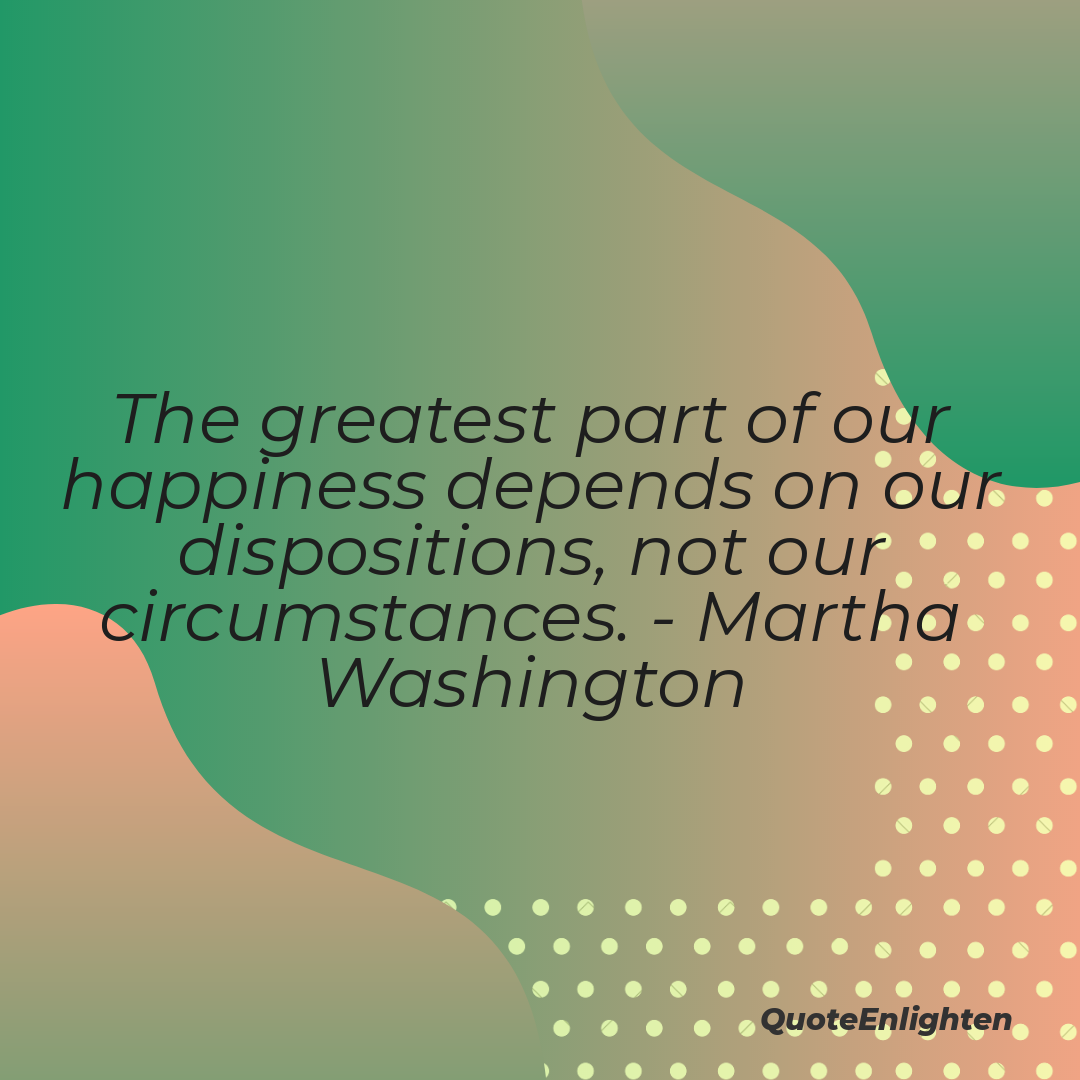 The greatest part of our
happiness depends on our
dispositions, not our
circumstances. - Martha
Washington
QuoteEnlighten